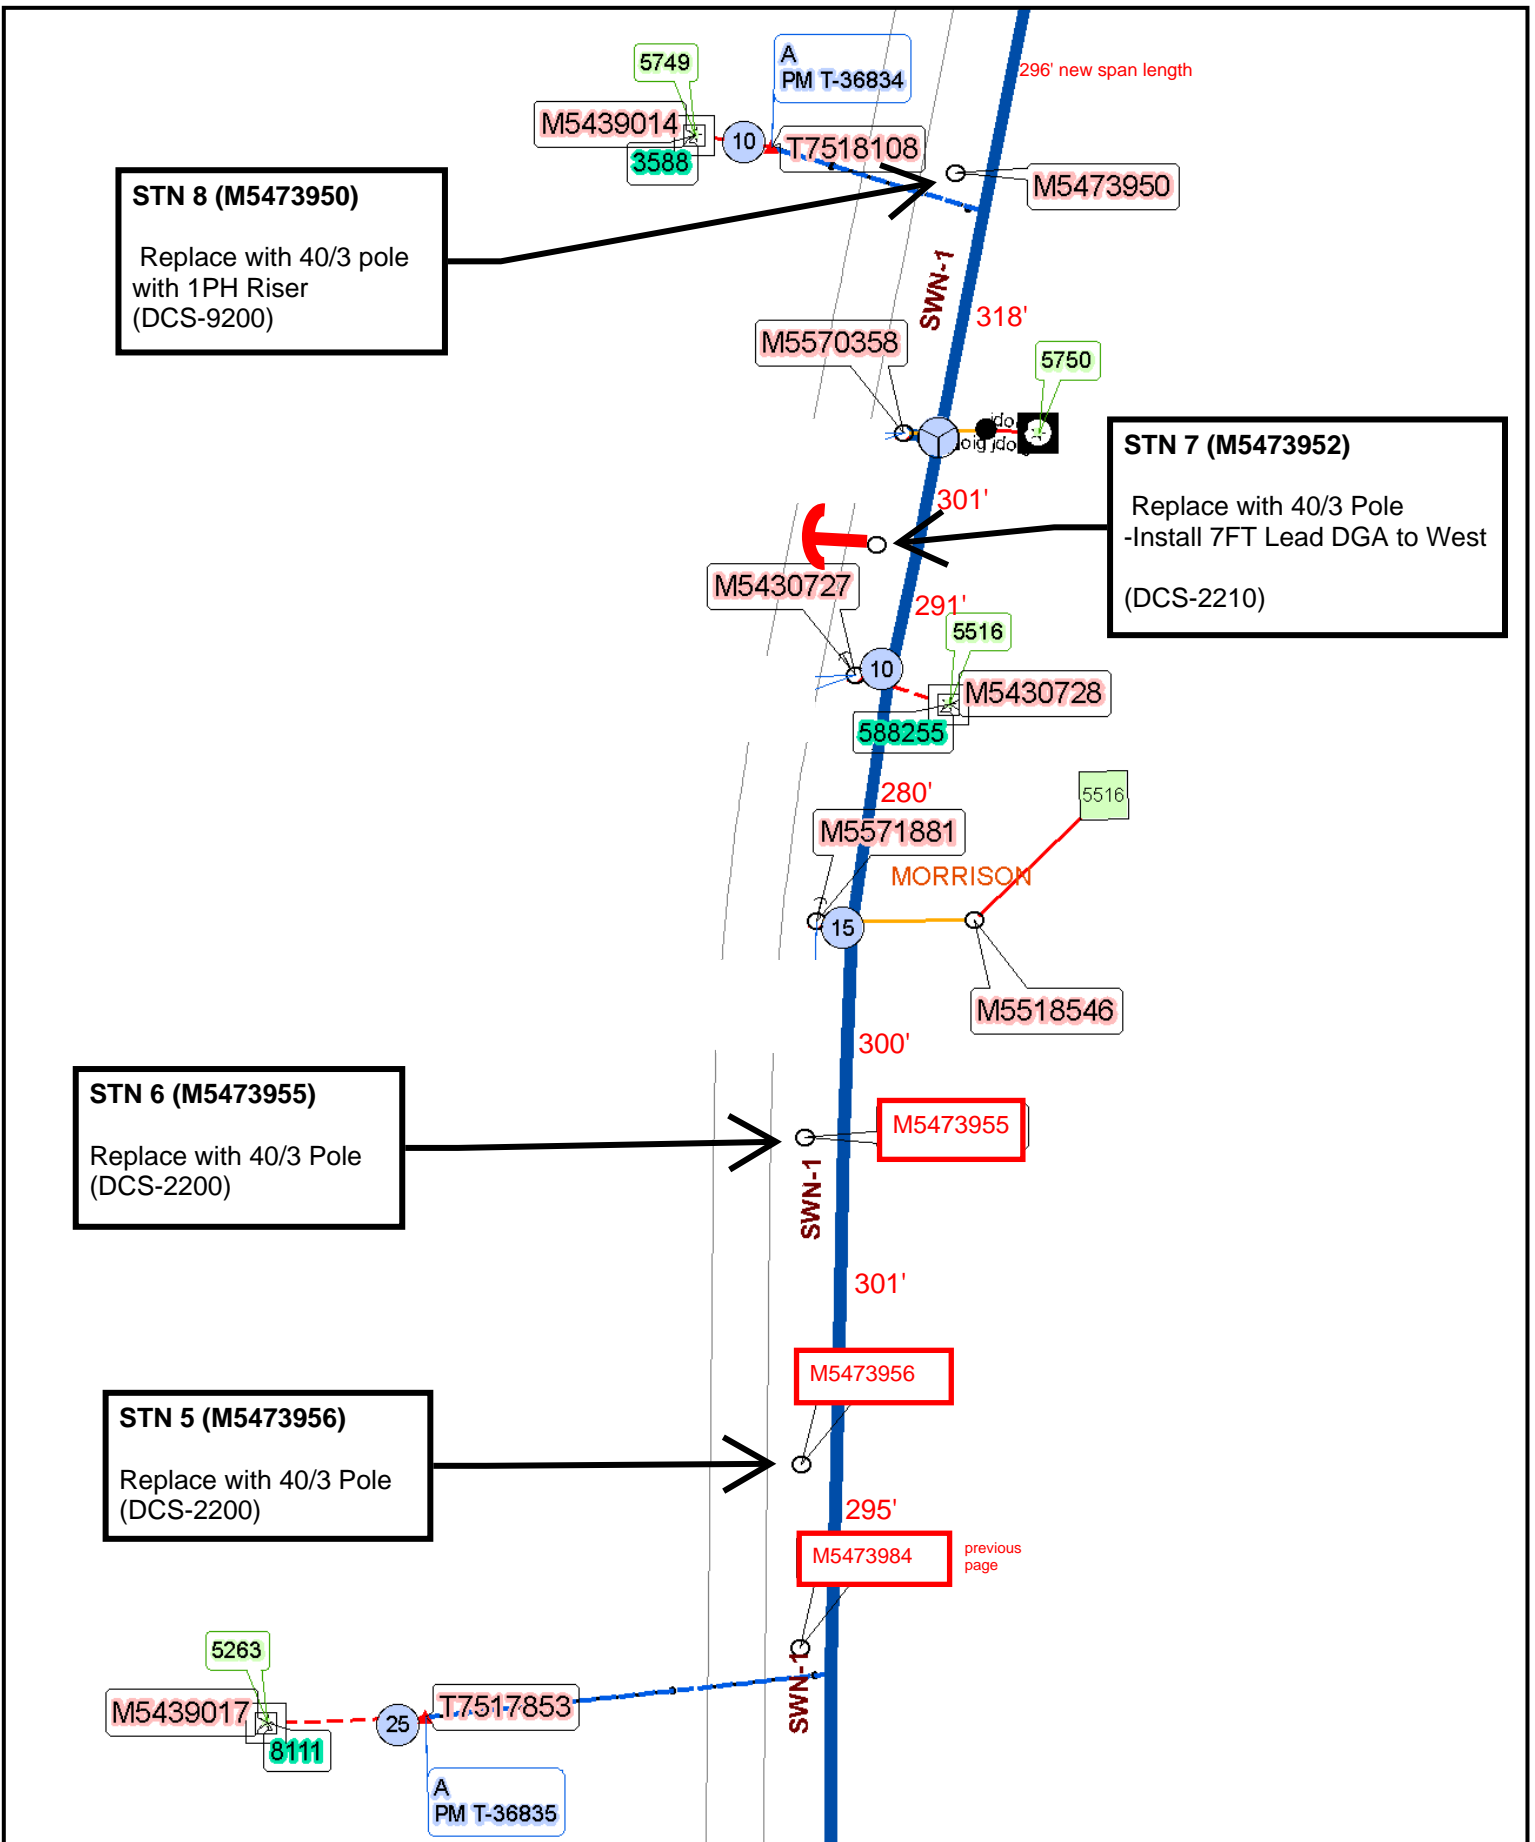 5749
A
PM T-36834
296' new span length
M5439014
10
T7518108
3588
M5473950
STN 8 (M5473950)
Replace with 40/3 pole
with 1PH Riser
(DCS-9200)
SWN-1
318'
M5570358
5750
STN 7 (M5473952)
Replace with 40/3 Pole
-Install 7FT Lead DGA to West
(DCS-2210)
301'
M5430727
291'
5516
10
M5430728
588255
280'
5516
M5571881
MORRISON
15
M5518546
300'
STN 6 (M5473955)
Replace with 40/3 Pole
(DCS-2200)
M5473955
SWN-1
301'
M5473956
STN 5 (M5473956)
Replace with 40/3 Pole
(DCS-2200)
295'
M5473984
previous
page
5263
SWN-1
M5439017
25
T7517853
8111
A
PM T-36835